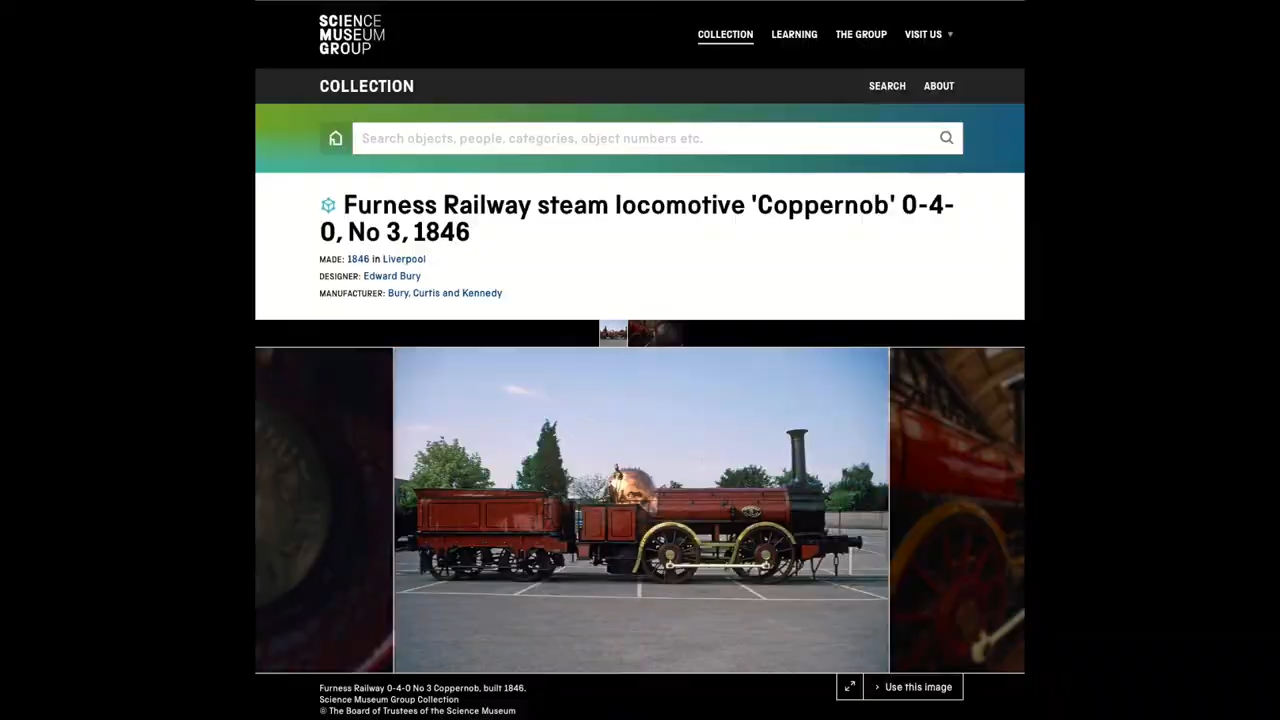 SCIENCE
MUSEUM
GROUP
COLLECTION LEARNING THE GROUP VISIT US
COLLECTION SEARCH ABOUT
Search objects, people, categories, object numbers etc.
Furness Railway steam locomotive 'Coppernob' 0-4-
0, No 3, 1846
MADE: 1846 in Liverpool
DESIGNER: Edward Bury
MANUFACTURER: Bury, Curtis and Kennedy
Furness Railway 0-4-0 No 3 Coppernob, built 1846.
Science Museum Group Collection
© The Board of Trustees of the Science Museum
› Use this image